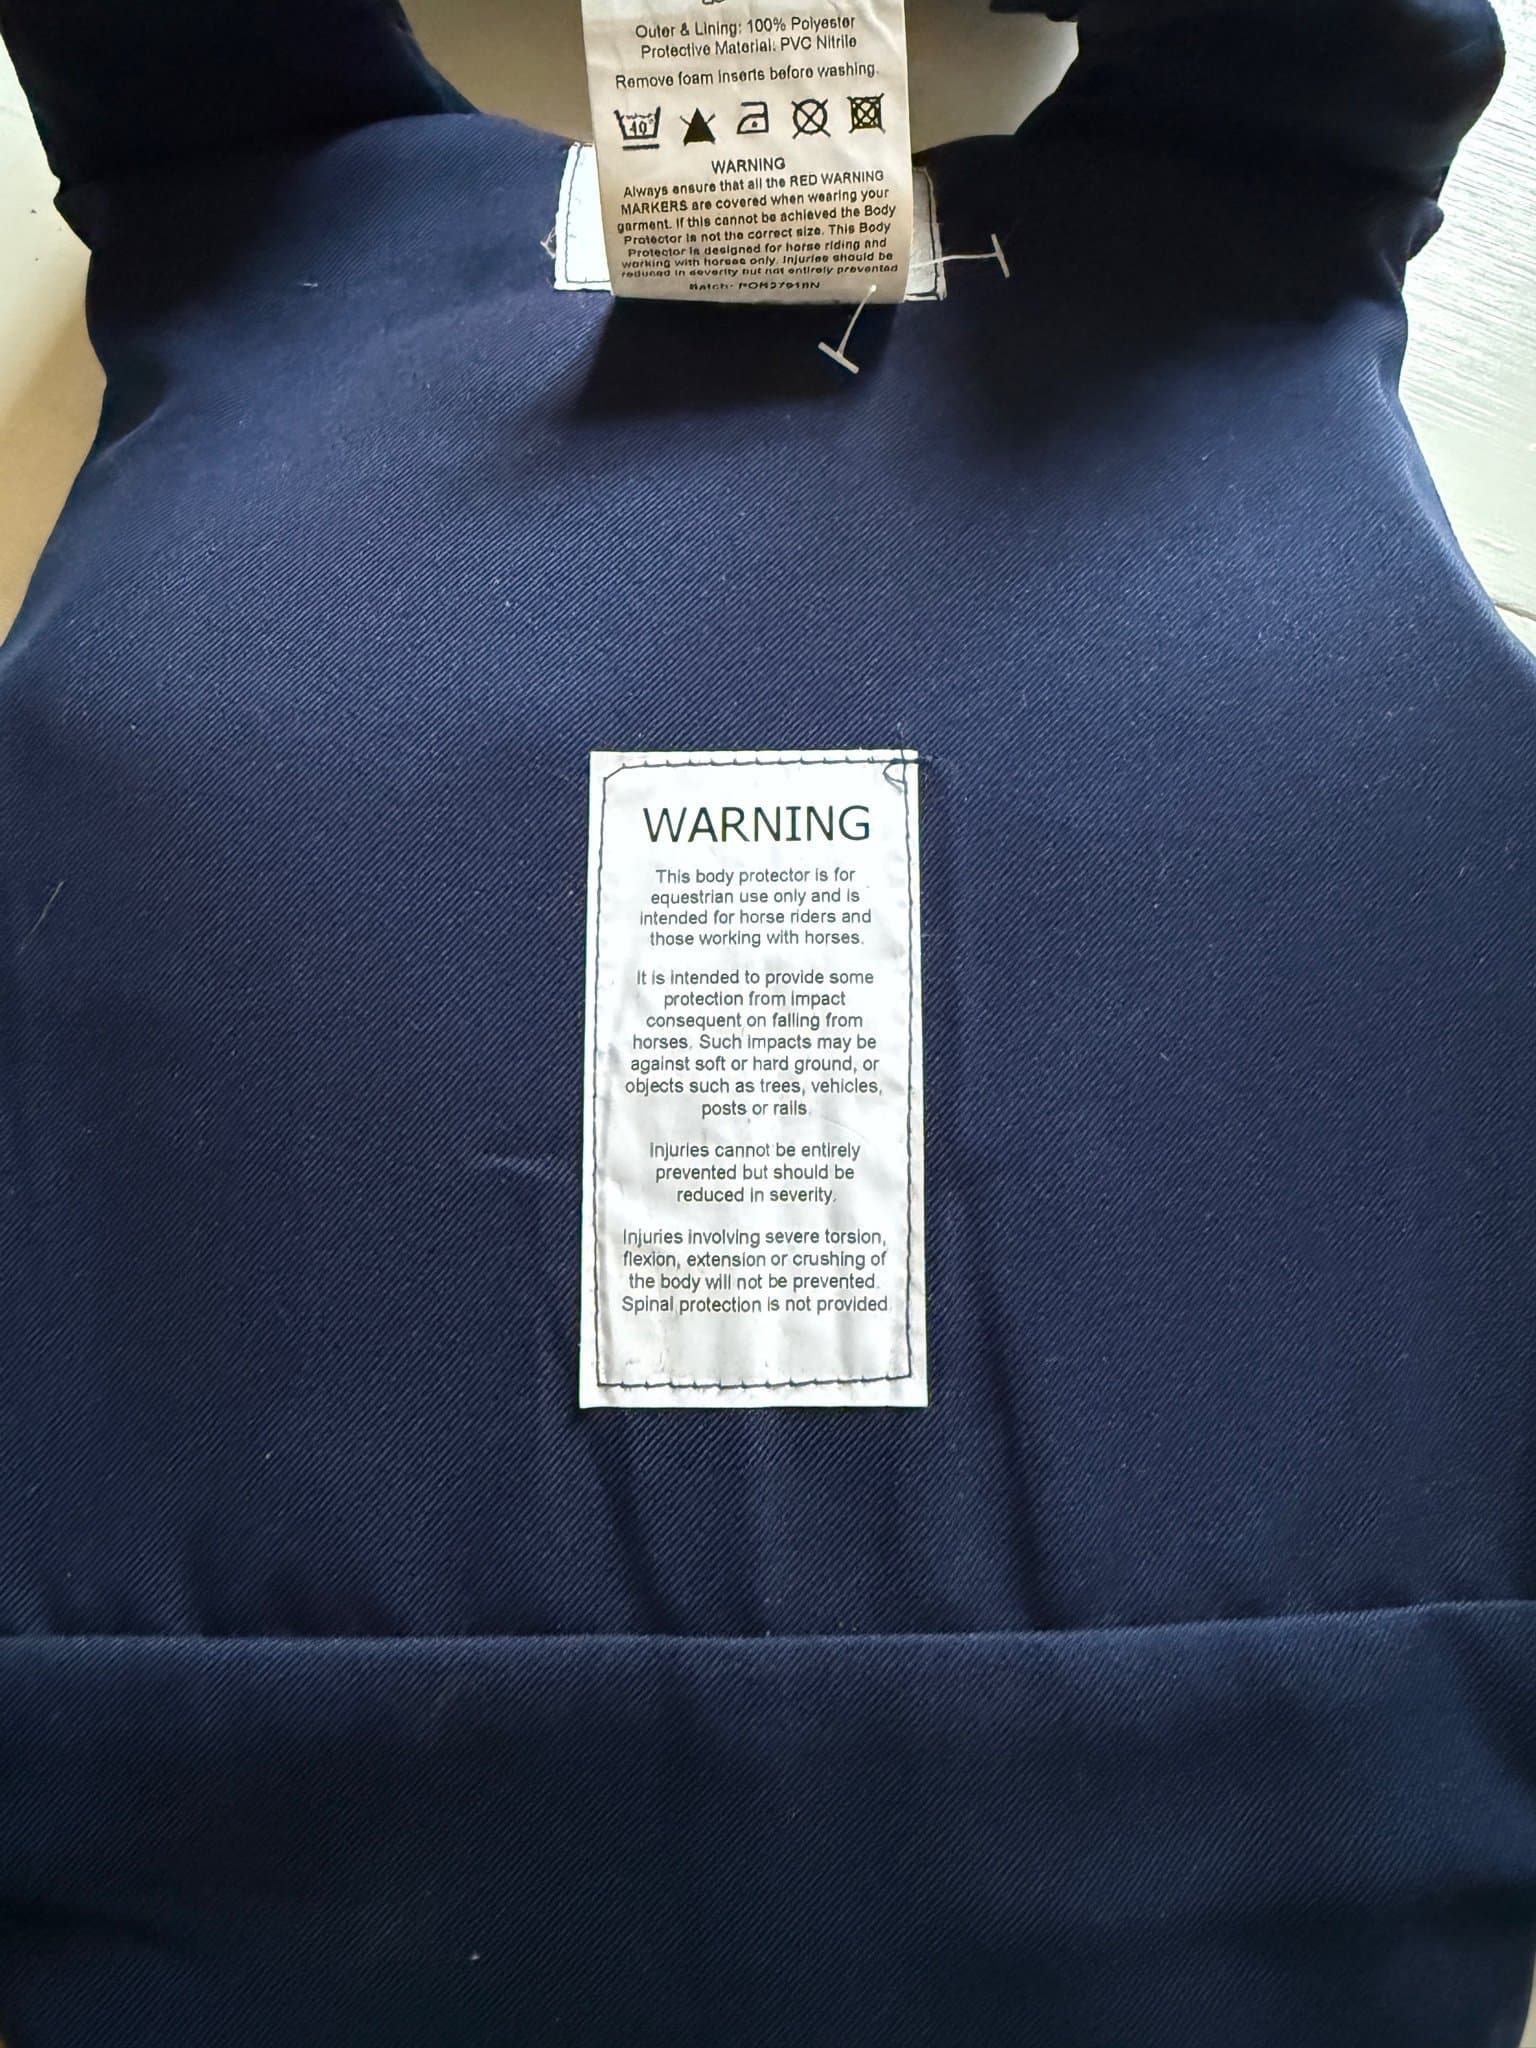 Outer & Lining: 100% Polyester
Protective Material: PVC Nitrile
Remove foam inserts before washing.
40
WARNING
Always ensure that all the RED WARNING
MARKERS are covered when wearing your
garment. If this cannot be achieved the Body
Protector is not the correct size. This Body
Protector is designed for horse riding and
working with horses only. Injuries should be
reduced in severity but not entirely prevented
Batch:
WARNING
This body protector is for
equestrian use only and is
intended for horse riders and
those working with horses.
It is intended to provide some
protection from impact
consequent on falling from
horses. Such impacts may be
against soft or hard ground, or
objects such as trees, vehicles,
posts or rails.
Injuries cannot be entirely
prevented but should be
reduced in severity.
Injuries involving severe torsion,
flexion, extension or crushing of
the body will not be prevented.
Spinal protection is not provided